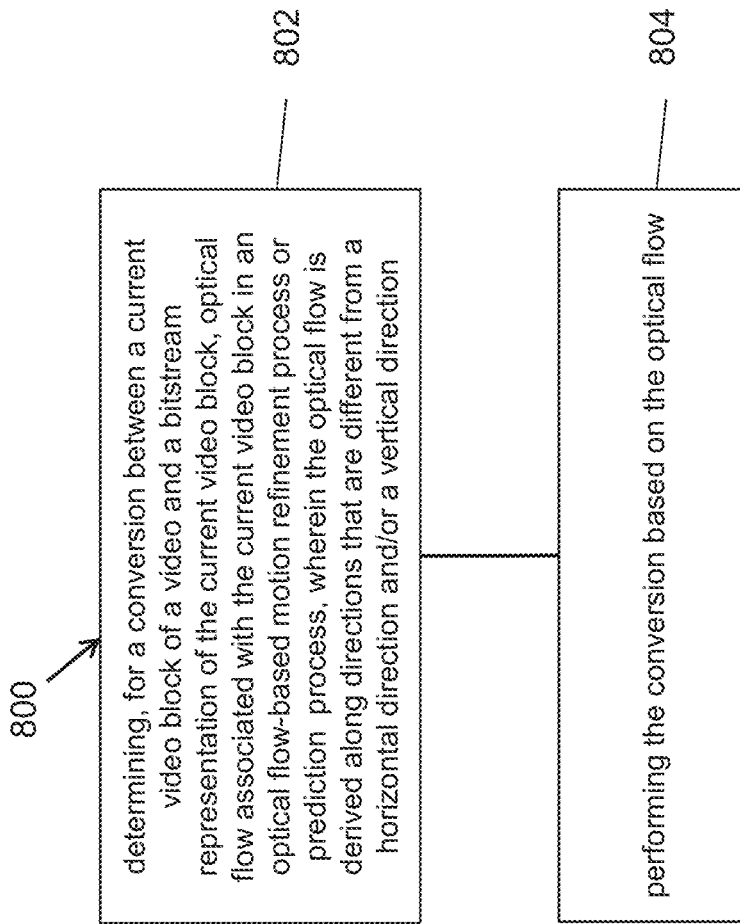 800
determining, for a conversion between a current
video block of a video and a bitstream
representation of the current video block, optical
flow associated with the current video block in an
optical flow-based motion refinement process or
prediction process, wherein the optical flow is
derived along directions that are different from a
horizontal direction and/or a vertical direction
802
performing the conversion based on the optical flow
804